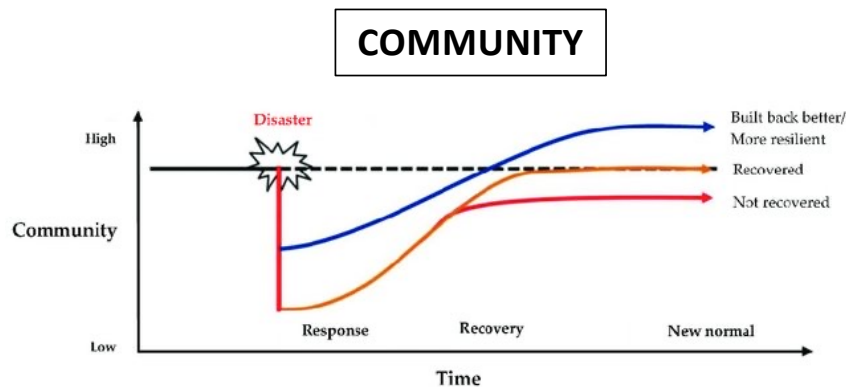 COMMUNITY
Disaster
High
Built back better/
More resilient
Recovered
Not recovered
Community
Response
Recovery
New normal
Low
Time